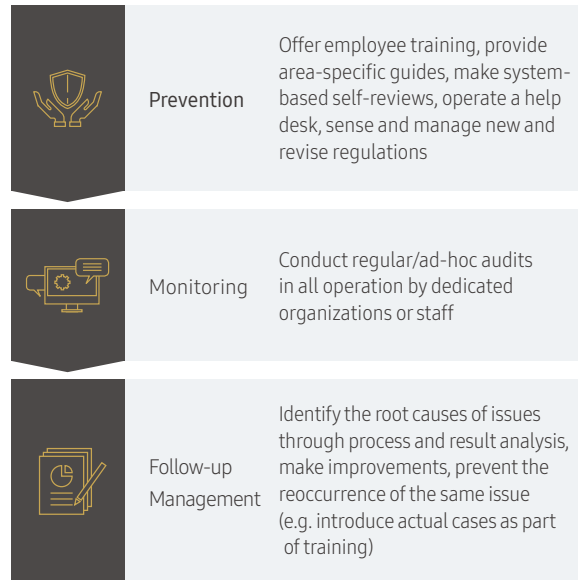 Prevention
Offer employee training, provide
area-specific guides, make system-
based self-reviews, operate a help
desk, sense and manage new and
revise regulations
Monitoring
Conduct regular/ad-hoc audits
in all operation by dedicated
organizations or staff
Follow-up
Management
Identify the root causes of issues
through process and result analysis,
make improvements, prevent the
reoccurrence of the same issue
(e.g. introduce actual cases as part
of training)